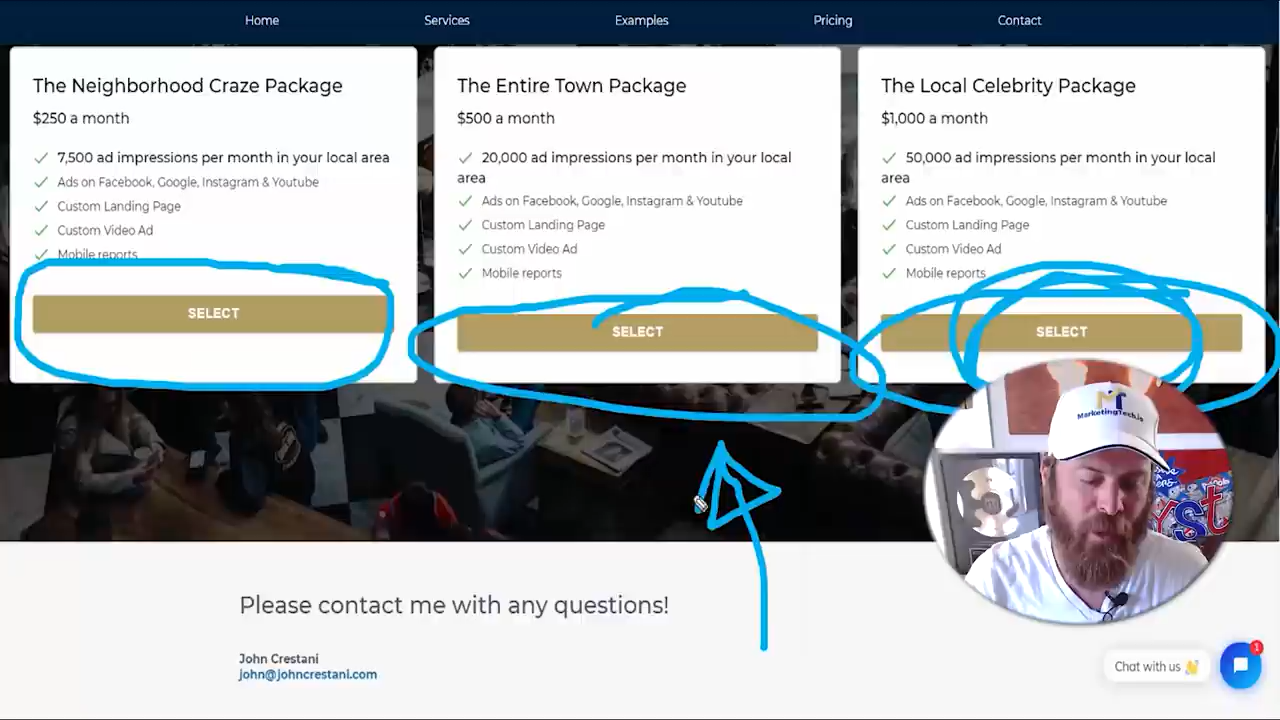 Home Services Examples Pricing Contact
The Neighborhood Craze Package
$250 a month
7,500 ad impressions per month in your local area
Ads on Facebook, Google, Instagram & Youtube
Custom Landing Page
Custom Video Ad
Mobile reports
SELECT
The Entire Town Package
$500 a month
20,000 ad impressions per month in your local
area
Ads on Facebook, Google, Instagram & Youtube
Custom Landing Page
Custom Video Ad
Mobile reports
SELECT
The Local Celebrity Package
$1,000 a month
50,000 ad impressions per month in your local
area
Ads on Facebook, Google, Instagram & Youtube
Custom Landing Page
Custom Video Ad
Mobile reports
SELECT
MT
MarketingTech.io
Please contact me with any questions!
John Crestani
john@johncrestani.com
Chat with us 👋
1